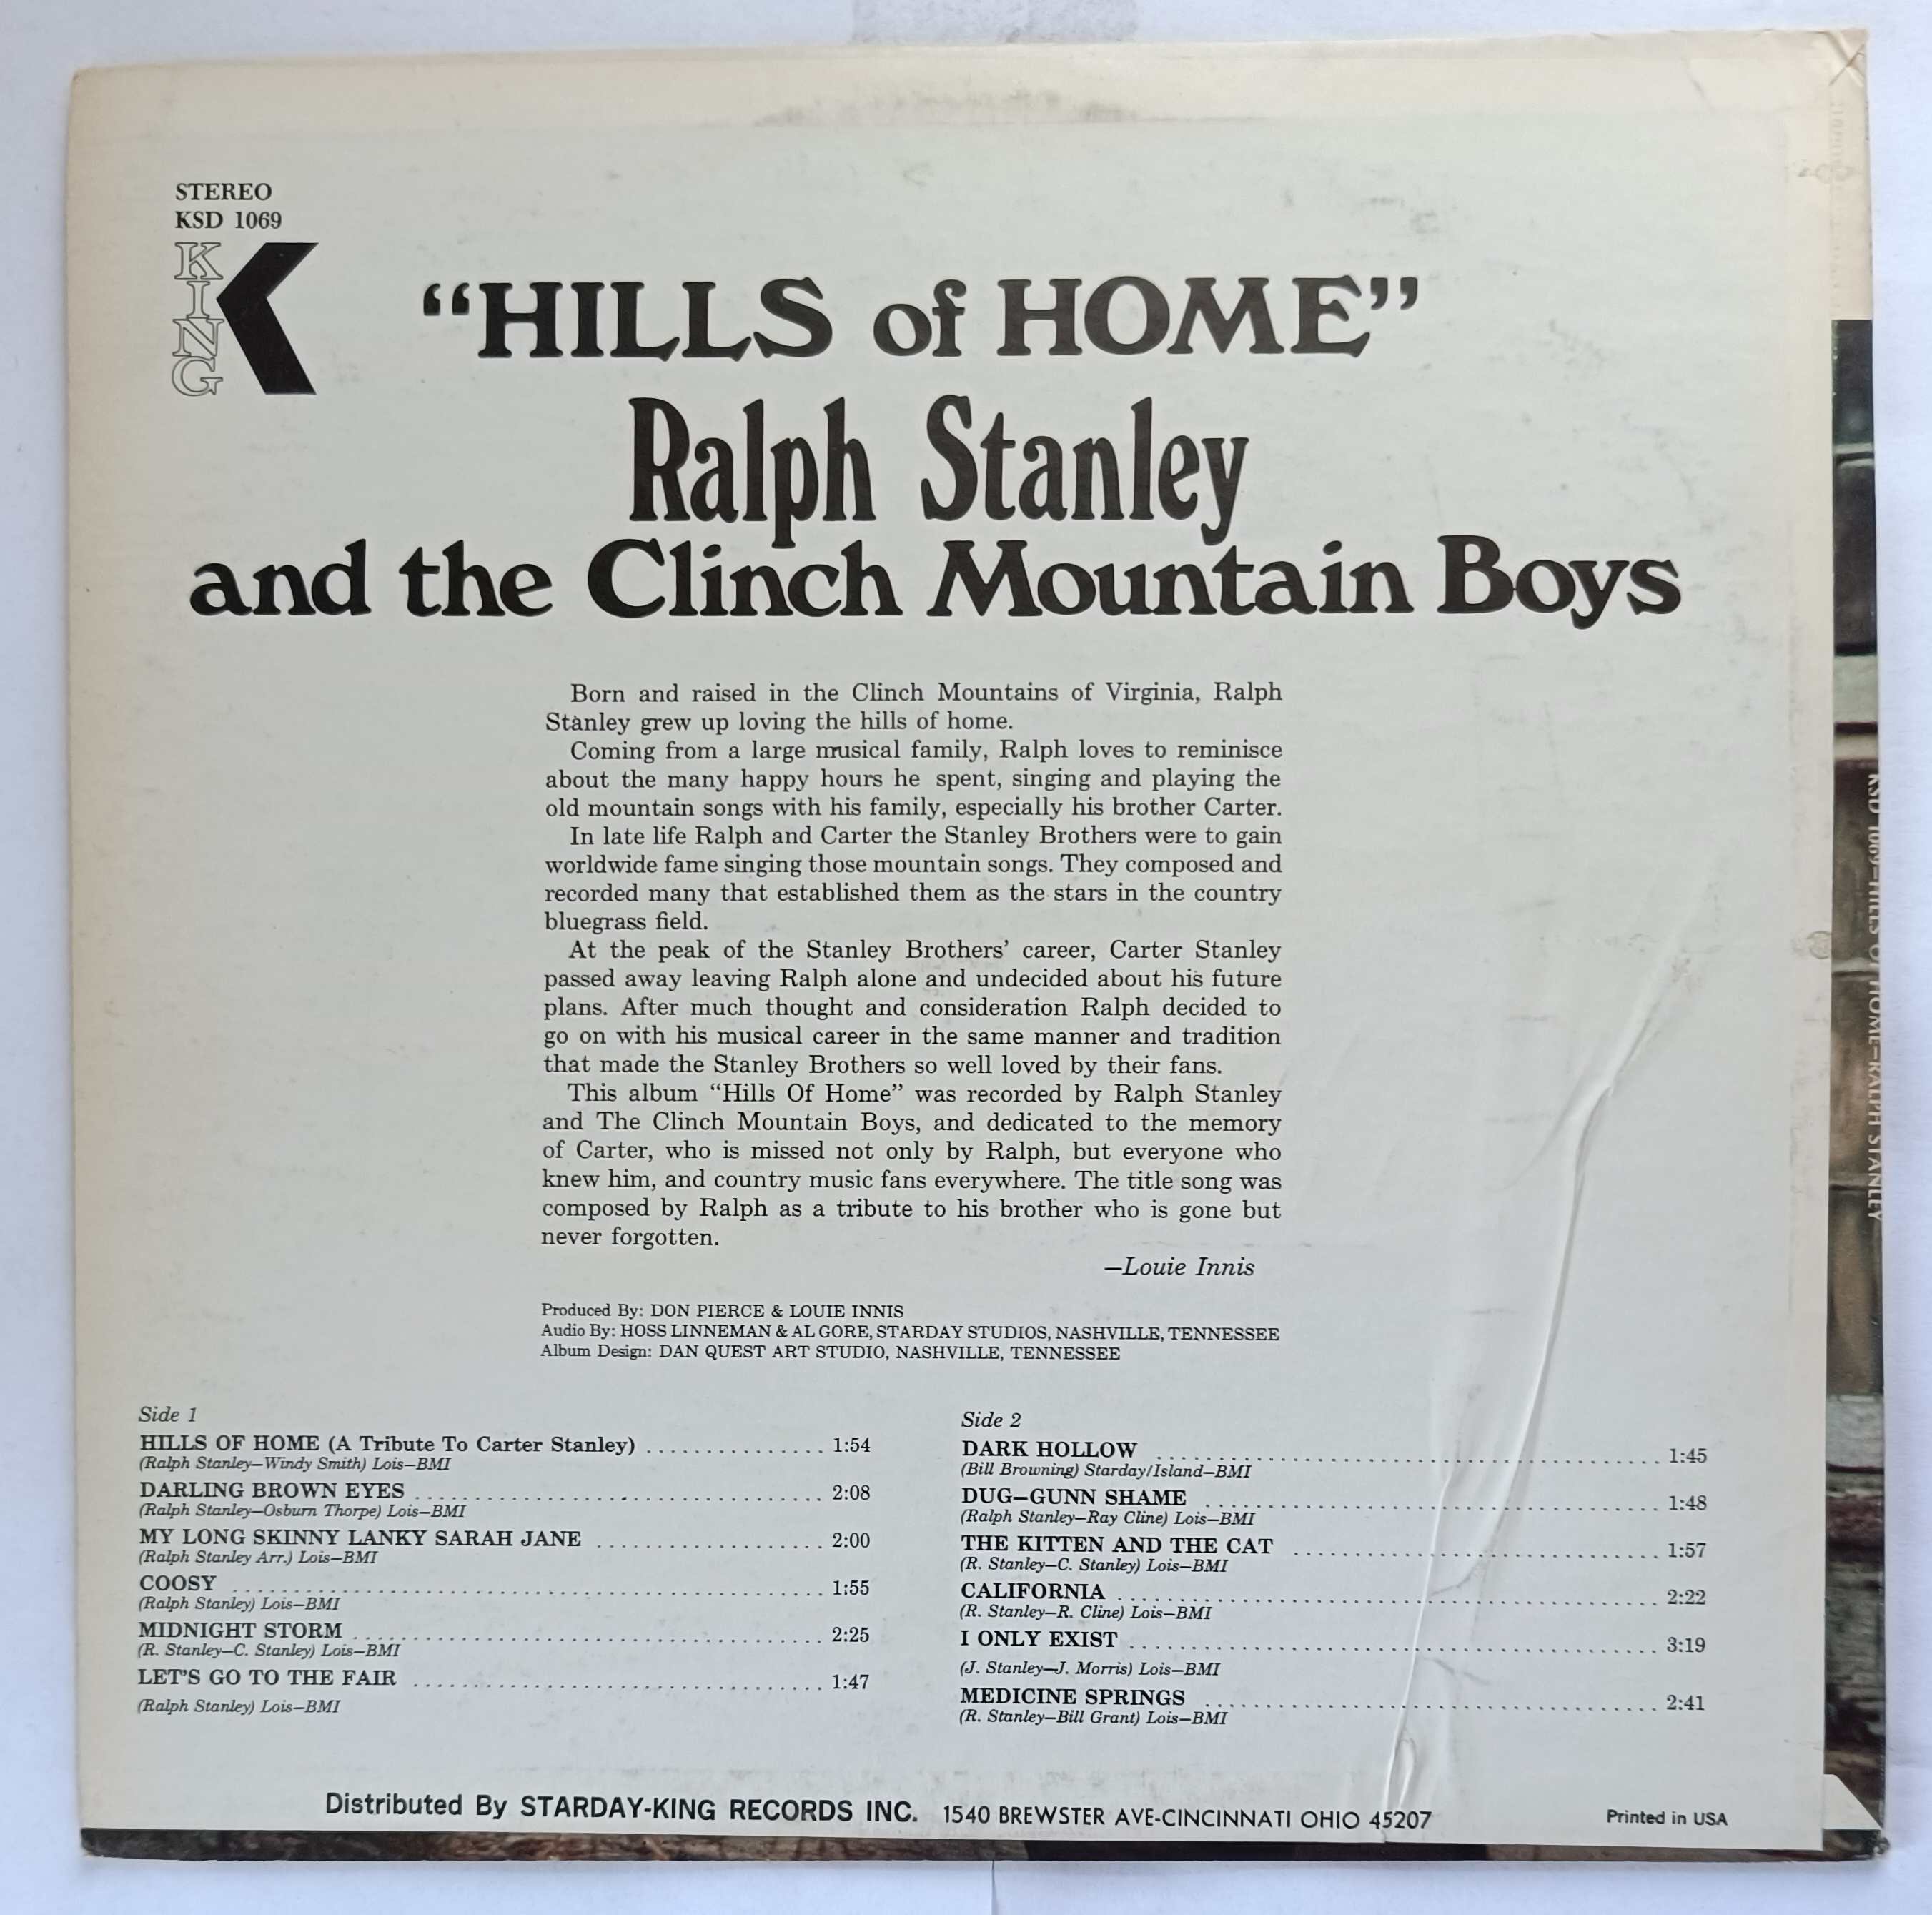 STEREO
KSD 1069
KING
K
“HILLS of HOME”
Ralph Stanley
and the Clinch Mountain Boys
Born and raised in the Clinch Mountains of Virginia, Ralph
Stanley grew up loving the hills of home.
Coming from a large musical family, Ralph loves to reminisce
about the many happy hours he spent, singing and playing the
old mountain songs with his family, especially his brother Carter.
In late life Ralph and Carter the Stanley Brothers were to gain
worldwide fame singing those mountain songs. They composed and
recorded many that established them as the stars in the country
bluegrass field.
At the peak of the Stanley Brothers’ career, Carter Stanley
passed away leaving Ralph alone and undecided about his future
plans. After much thought and consideration Ralph decided to
go on with his musical career in the same manner and tradition
that made the Stanley Brothers so well loved by their fans.
This album “Hills Of Home” was recorded by Ralph Stanley
and The Clinch Mountain Boys, and dedicated to the memory
of Carter, who is missed not only by Ralph, but everyone who
knew him, and country music fans everywhere. The title song was
composed by Ralph as a tribute to his brother who is gone but
never forgotten.
—Louie Innis
Produced By: DON PIERCE & LOUIE INNIS
Audio By: HOSS LINNEMAN & AL GORE, STARDAY STUDIOS, NASHVILLE, TENNESSEE
Album Design: DAN QUEST ART STUDIO, NASHVILLE, TENNESSEE
Side 1
HILLS OF HOME (A Tribute To Carter Stanley) ................ 1:54
(Ralph Stanley—Windy Smith) Lois—BMI
DARLING BROWN EYES ................ 2:08
(Ralph Stanley—Osburn Thorpe) Lois—BMI
MY LONG SKINNY LANKY SARAH JANE ................ 2:00
(Ralph Stanley Arr.) Lois—BMI
COOSY ................ 1:55
(Ralph Stanley) Lois—BMI
MIDNIGHT STORM ................ 2:25
(R. Stanley—C. Stanley) Lois—BMI
LET’S GO TO THE FAIR ................ 1:47
(Ralph Stanley) Lois—BMI
Side 2
DARK HOLLOW ................ 1:45
(Bill Browning) Starday/Island—BMI
DUG—GUNN SHAME ................ 1:48
(Ralph Stanley—Ray Cline) Lois—BMI
THE KITTEN AND THE CAT ................ 1:57
(R. Stanley—C. Stanley) Lois—BMI
CALIFORNIA ................ 2:22
(R. Stanley—R. Cline) Lois—BMI
I ONLY EXIST ................ 3:19
(J. Stanley—J. Morris) Lois—BMI
MEDICINE SPRINGS ................ 2:41
(R. Stanley—Bill Grant) Lois—BMI
Distributed By STARDAY-KING RECORDS INC. 1540 BREWSTER AVE-CINCINNATI OHIO 45207
Printed in USA
KSD 1069—HILLS OF HOME—RALPH STANLEY